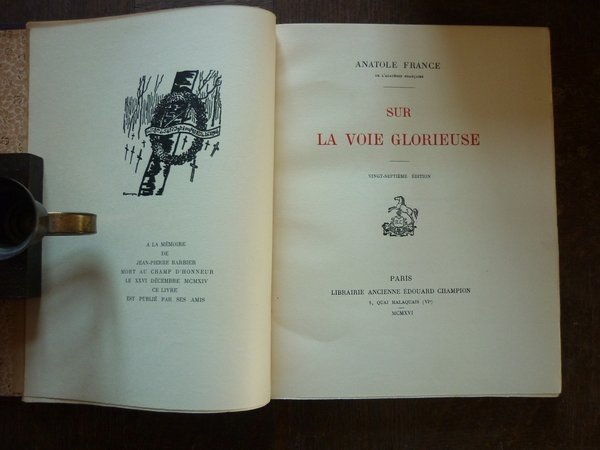 A LA MÉMOIRE
DE
JEAN-PIERRE BARBIER
MORT AU CHAMP D'HONNEUR
LE XXVI DÉCEMBRE MCMXIV
CE LIVRE
EST PUBLIÉ PAR SES AMIS
ANATOLE FRANCE
DE L'ACADÉMIE FRANÇAISE
SUR
LA VOIE GLORIEUSE
VINGT-SEPTIÈME ÉDITION
PARIS
LIBRAIRIE ANCIENNE ÉDOUARD CHAMPION
5, QUAI MALAQUAIS (VIᵉ)
MCMXVI